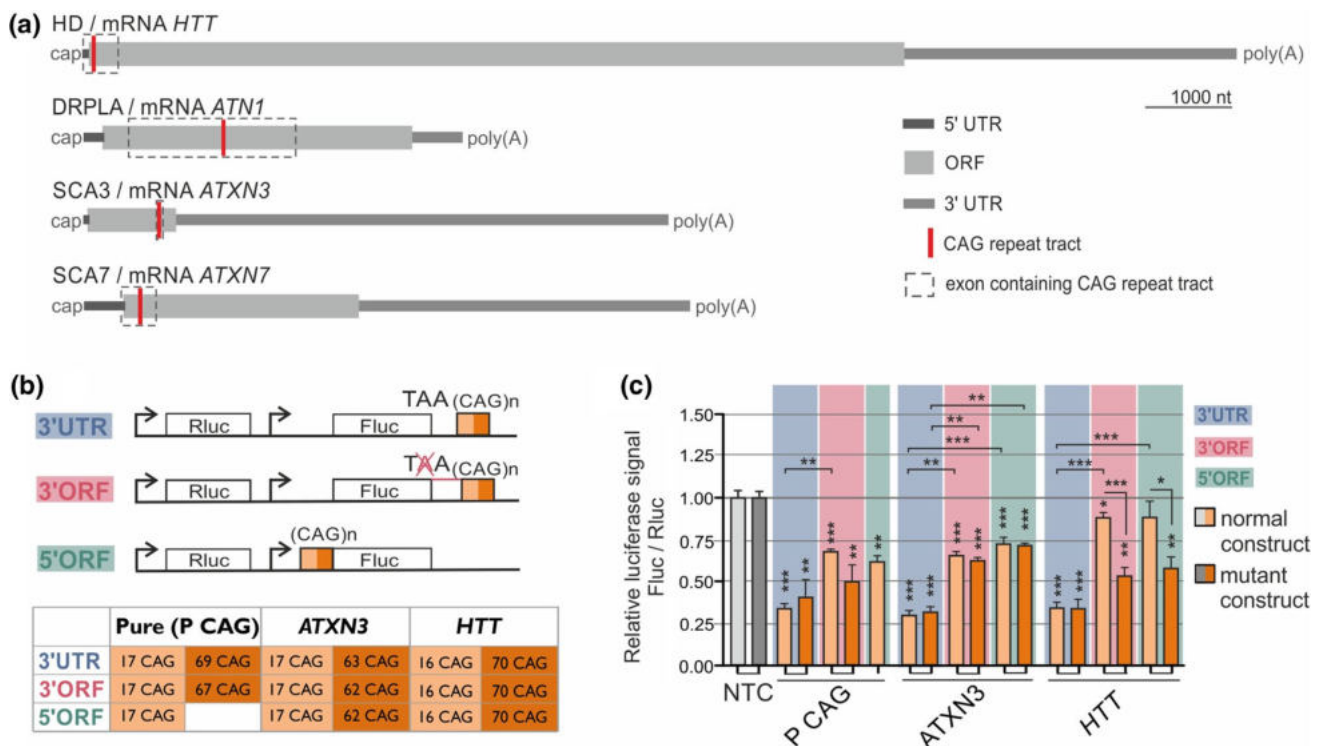 (a)
HD / mRNA HTT
cap
poly(A)
1000 nt
DRPLA / mRNA ATN1
cap
poly(A)
SCA3 / mRNA ATXN3
cap
poly(A)
SCA7 / mRNA ATXN7
cap
poly(A)
5' UTR
ORF
3' UTR
CAG repeat tract
exon containing CAG repeat tract
(b)
3'UTR
Rluc
Fluc
TAA (CAG)n
3'ORF
Rluc
Fluc
TAA (CAG)n
5'ORF
Rluc
(CAG)n
Fluc
Pure (P CAG) ATXN3 HTT
3'UTR 17 CAG 69 CAG 17 CAG 63 CAG 16 CAG 70 CAG
3'ORF 17 CAG 67 CAG 17 CAG 62 CAG 16 CAG 70 CAG
5'ORF 17 CAG 17 CAG 62 CAG 16 CAG 70 CAG
(c)
Relative luciferase signal
Fluc / Rluc
1.50
1.25
1.00
0.75
0.50
0.25
0.00
**
**
**
***
**
***
***
***
*
***
**
***
**
**
***
***
***
***
***
***
***
***
*
**
**
NTC
P CAG
ATXN3
HTT
3'UTR
3'ORF
5'ORF
normal
construct
mutant
construct